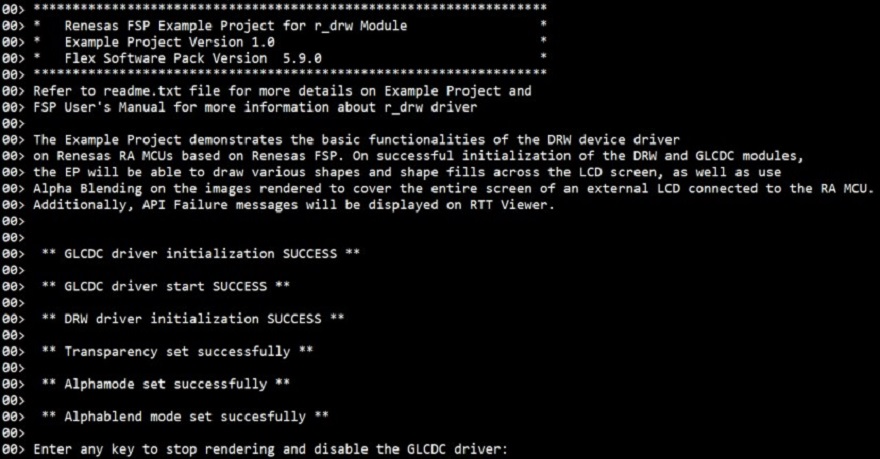 00> *******************************************************************************
00> *   Renesas FSP Example Project for r_drw Module                  *
00> *   Example Project Version 1.0                                   *
00> *   Flex Software Pack Version  5.9.0                             *
00> *******************************************************************************
00> Refer to readme.txt file for more details on Example Project and
00> FSP User's Manual for more information about r_drw driver
00>
00> The Example Project demonstrates the basic functionalities of the DRW device driver
00> on Renesas RA MCUs based on Renesas FSP. On successful initialization of the DRW and GLCDC modules,
00> the EP will be able to draw various shapes and shape fills across the LCD screen, as well as use
00> Alpha Blending on the images rendered to cover the entire screen of an external LCD connected to the RA MCU.
00> Additionally, API Failure messages will be displayed on RTT Viewer.
00>
00>
00>  ** GLCDC driver initialization SUCCESS **
00>
00>  ** GLCDC driver start SUCCESS **
00>
00>  ** DRW driver initialization SUCCESS **
00>
00>  ** Transparency set successfully **
00>
00>  ** Alphamode set successfully **
00>
00>  ** Alphablend mode set succesfully **
00>
00> Enter any key to stop rendering and disable the GLCDC driver: